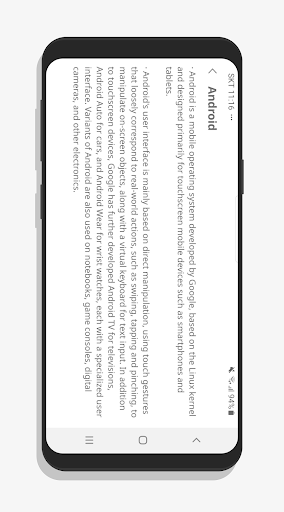 SKT 11:16 ··· 94%
Android
· Android is a mobile operating system developed by Google, based on the Linux kernel
and designed primarily for touchscreen mobile devices such as smartphones and
tablets.
· Android's user interface is mainly based on direct manipulation, using touch gestures
that loosely correspond to real-world actions, such as swiping, tapping and pinching, to
manipulate on-screen objects, along with a virtual keyboard for text input. In addition
to touchscreen devices, Google has further developed Android TV for televisions,
Android Auto for cars, and Android Wear for wrist watches, each with a specialized user
interface. Variants of Android are also used on notebooks, game consoles, digital
cameras, and other electronics.